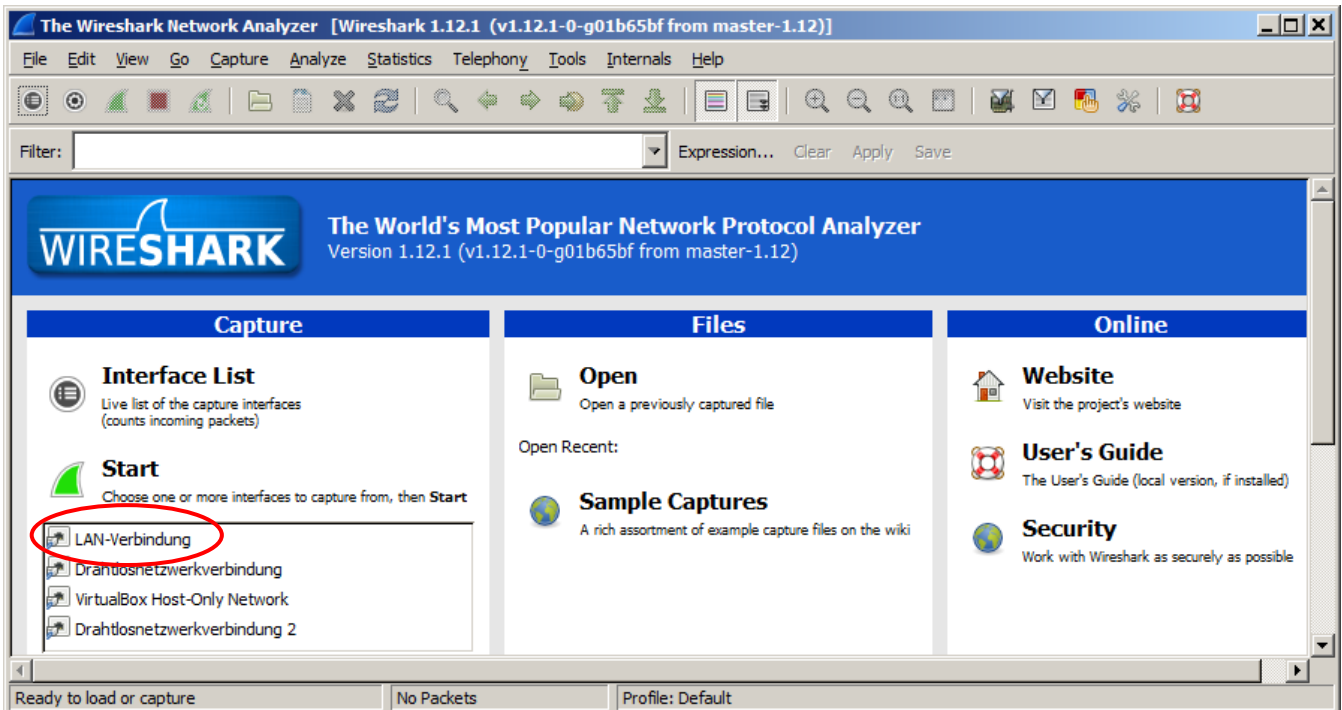 The Wireshark Network Analyzer [Wireshark 1.12.1 (v1.12.1-0-g01b65bf from master-1.12)]
File Edit View Go Capture Analyze Statistics Telephony Tools Internals Help
Filter: Expression... Clear Apply Save
WIRESHARK
The World's Most Popular Network Protocol Analyzer
Version 1.12.1 (v1.12.1-0-g01b65bf from master-1.12)
Capture
Interface List
Live list of the capture interfaces
(counts incoming packets)
Start
Choose one or more interfaces to capture from, then Start
LAN-Verbindung
Drahtlosnetzwerkverbindung
VirtualBox Host-Only Network
Drahtlosnetzwerkverbindung 2
Files
Open
Open a previously captured file
Open Recent:
Sample Captures
A rich assortment of example capture files on the wiki
Online
Website
Visit the project's website
User's Guide
The User's Guide (local version, if installed)
Security
Work with Wireshark as securely as possible
Ready to load or capture No Packets Profile: Default